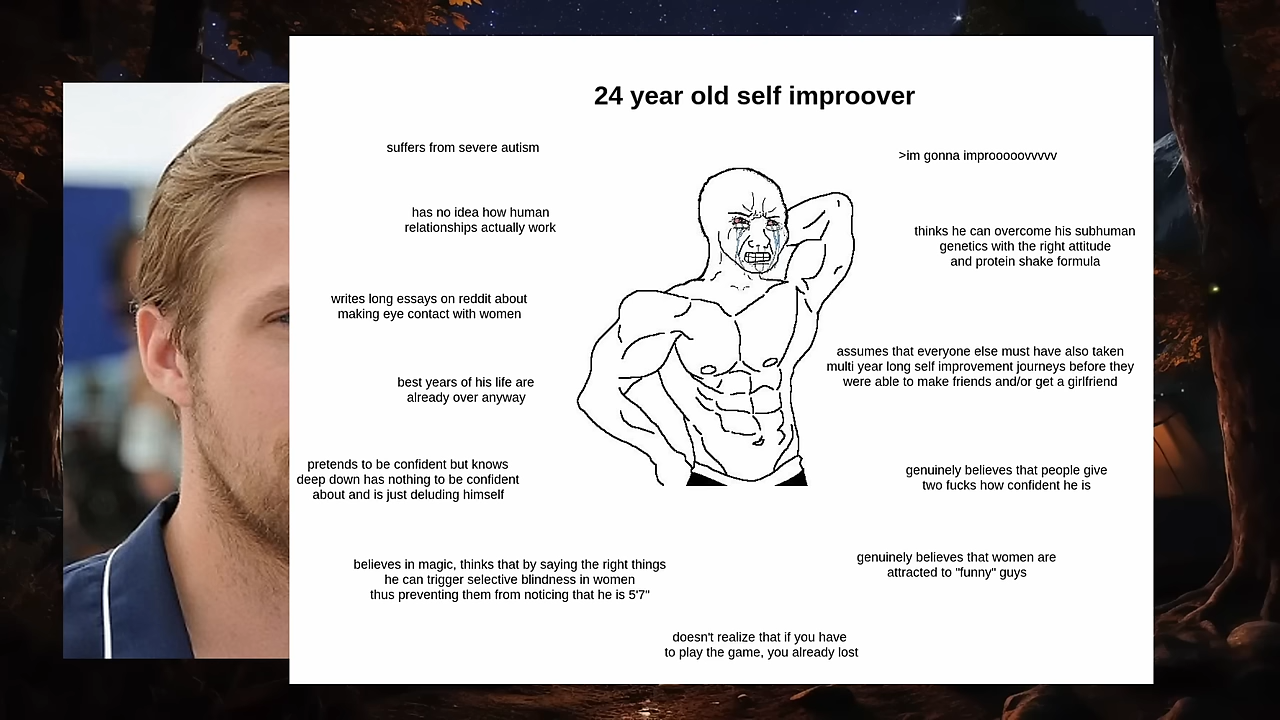 24 year old self improover
suffers from severe autism
>im gonna improoooovvvvv
has no idea how human
relationships actually work
thinks he can overcome his subhuman
genetics with the right attitude
and protein shake formula
writes long essays on reddit about
making eye contact with women
assumes that everyone else must have also taken
multi year long self improvement journeys before they
were able to make friends and/or get a girlfriend
best years of his life are
already over anyway
pretends to be confident but knows
deep down has nothing to be confident
about and is just deluding himself
genuinely believes that people give
two fucks how confident he is
believes in magic, thinks that by saying the right things
he can trigger selective blindness in women
thus preventing them from noticing that he is 5'7"
genuinely believes that women are
attracted to "funny" guys
doesn't realize that if you have
to play the game, you already lost